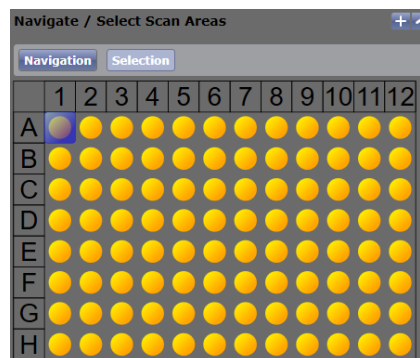 Navigate / Select Scan Areas +
Navigation Selection
1 2 3 4 5 6 7 8 9 10 11 12
A
B
C
D
E
F
G
H